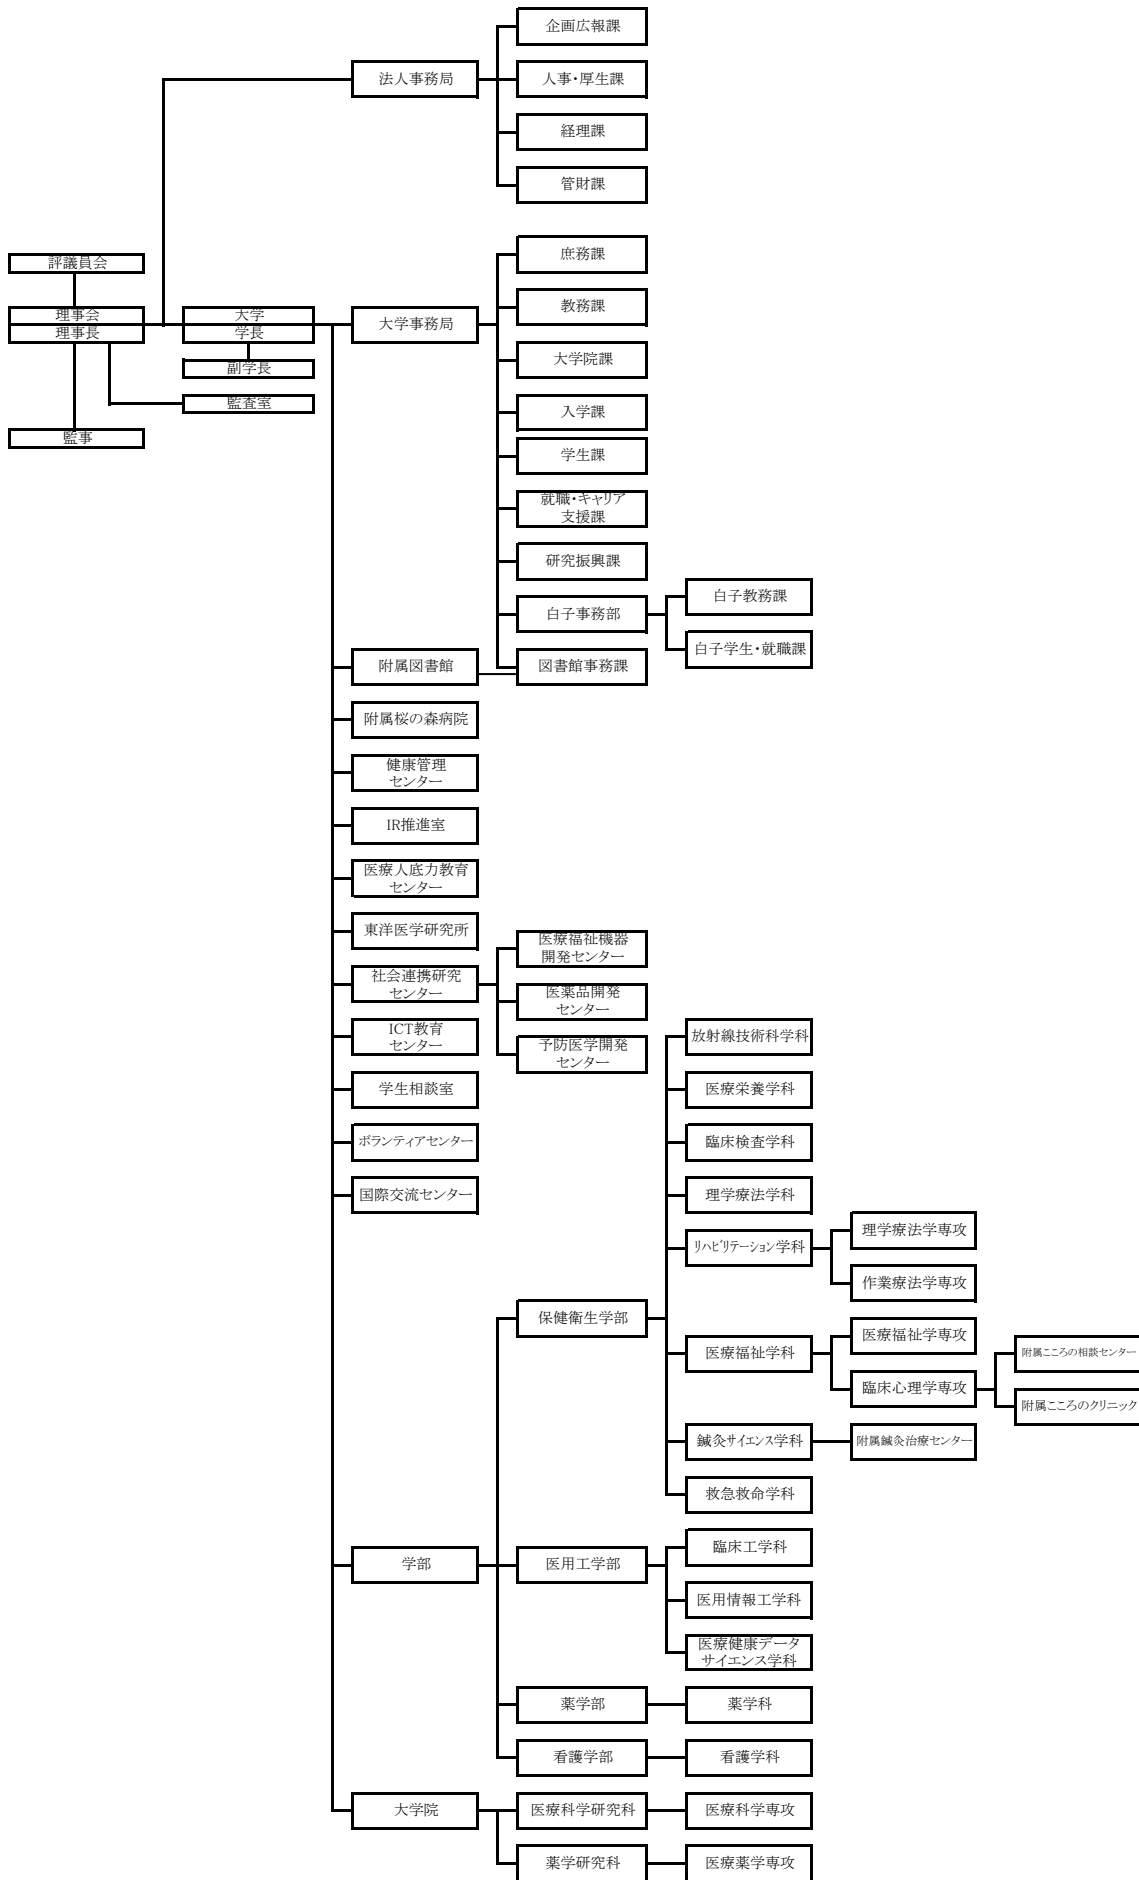 企画広報課
法人事務局
人事・厚生課
経理課
管財課
庶務課
評議員会
教務課
理事会
大学
大学事務局
理事長
学長
大学院課
副学長
監査室
入学課
監事
学生課
就職・キャリア
支援課
研究振興課
白子事務部
白子教務課
白子学生・就職課
附属図書館
図書館事務課
附属桜の森病院
健康管理
センター
IR推進室
医療人底力教育
センター
東洋医学研究所
医療福祉機器
開発センター
社会連携研究
センター
医薬品開発
センター
ICT教育
センター
予防医学開発
センター
放射線技術科学科
学生相談室
医療栄養学科
ボランティアセンター
臨床検査学科
国際交流センター
理学療法学科
リハビリテーション学科
理学療法学専攻
作業療法学専攻
保健衛生学部
医療福祉学科
医療福祉学専攻
臨床心理学専攻
附属こころの相談センター
附属こころのクリニック
鍼灸サイエンス学科
附属鍼灸治療センター
救急救命学科
学部
医用工学部
臨床工学科
医用情報工学科
医療健康データ
サイエンス学科
薬学部
薬学科
看護学部
看護学科
大学院
医療科学研究科
医療科学専攻
薬学研究科
医療薬学専攻